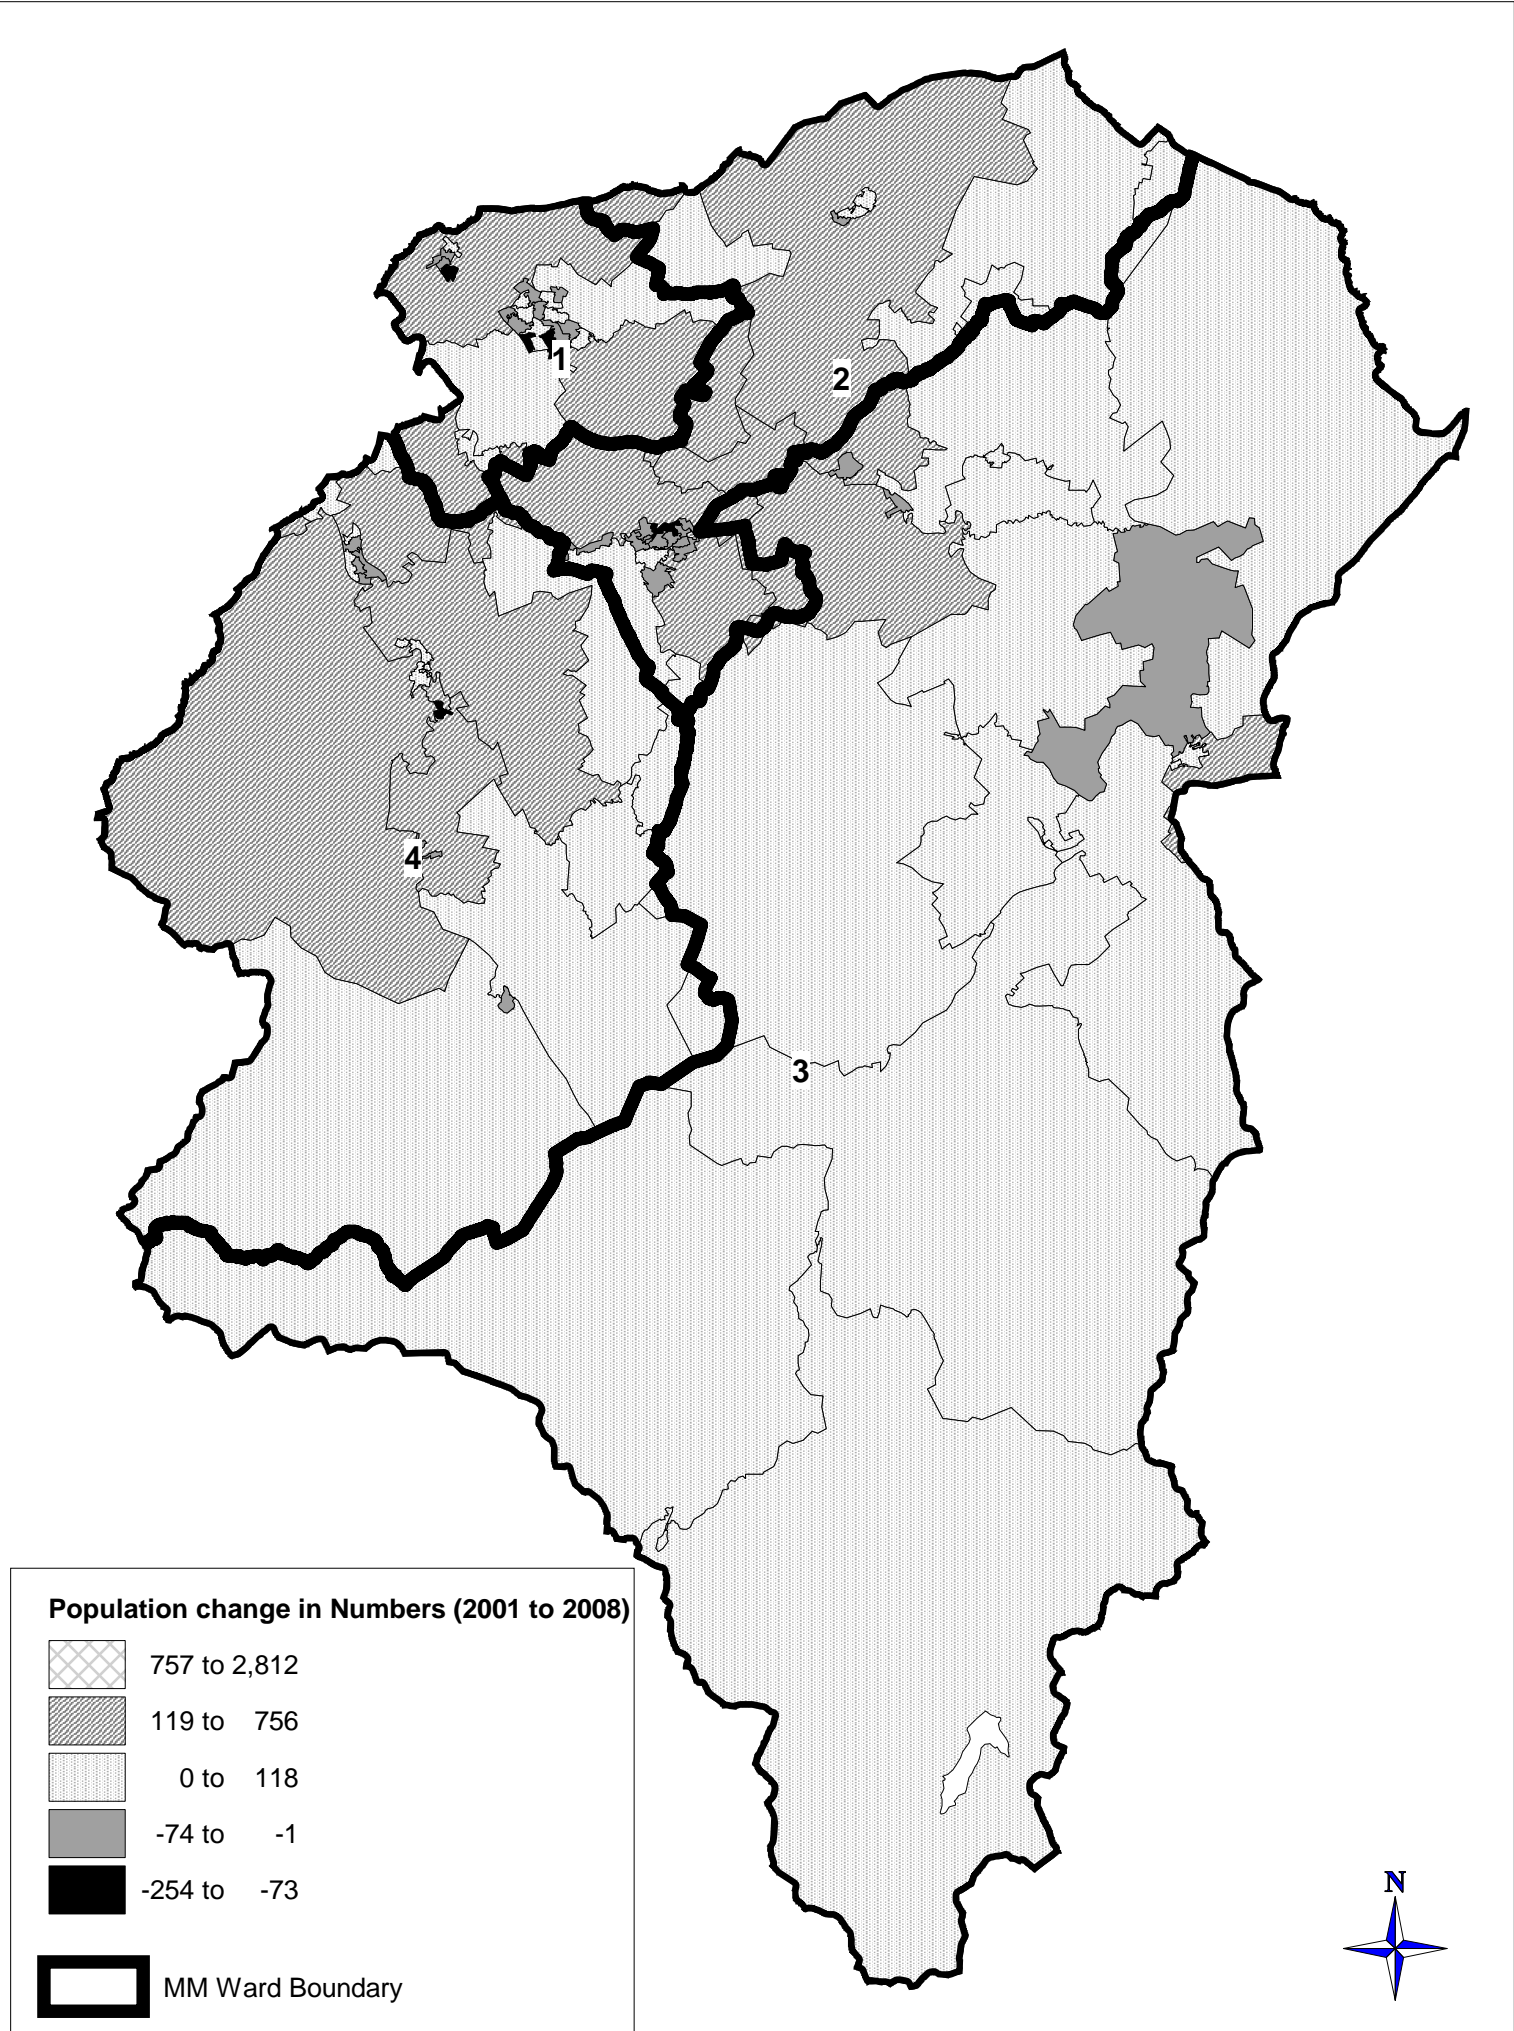 1
2
4
3
Population change in Numbers (2001 to 2008)
757 to 2,812
119 to 756
0 to 118
-74 to -1
-254 to -73
MM Ward Boundary
N